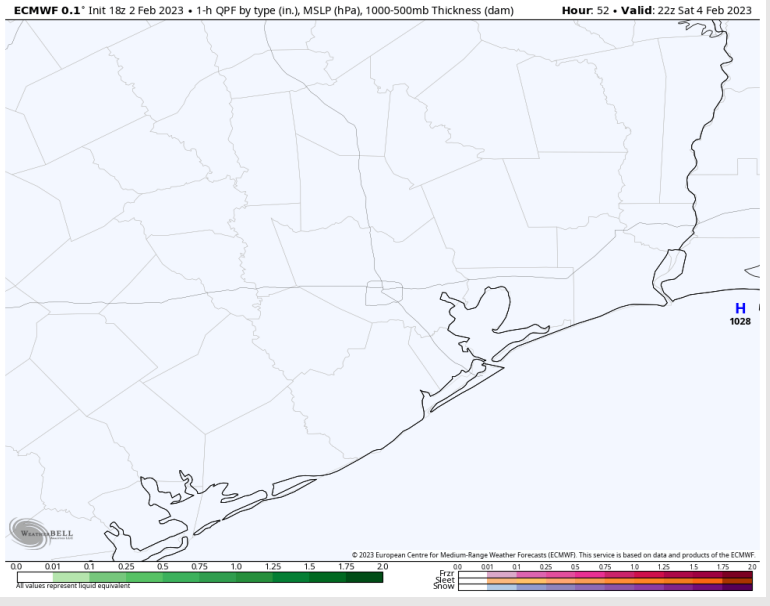 ECMWF 0.1° Init 18z 2 Feb 2023 • 1-h QPF by type (in.), MSLP (hPa), 1000-500mb Thickness (dam)
Hour: 52 • Valid: 22z Sat 4 Feb 2023
H
1028
WEATHERBELL
© 2023 European Centre for Medium-Range Weather Forecasts (ECMWF). This service is based on data and products of the ECMWF.
0.0 0.01 0.1 0.25 0.5 0.75 1.0 1.25 1.5 1.75 2.0
All values represent liquid equivalent
0.0 0.01 0.1 0.25 0.5 0.75 1.00 1.25 1.5 1.75 2.0
Frzr
Sleet
Snow